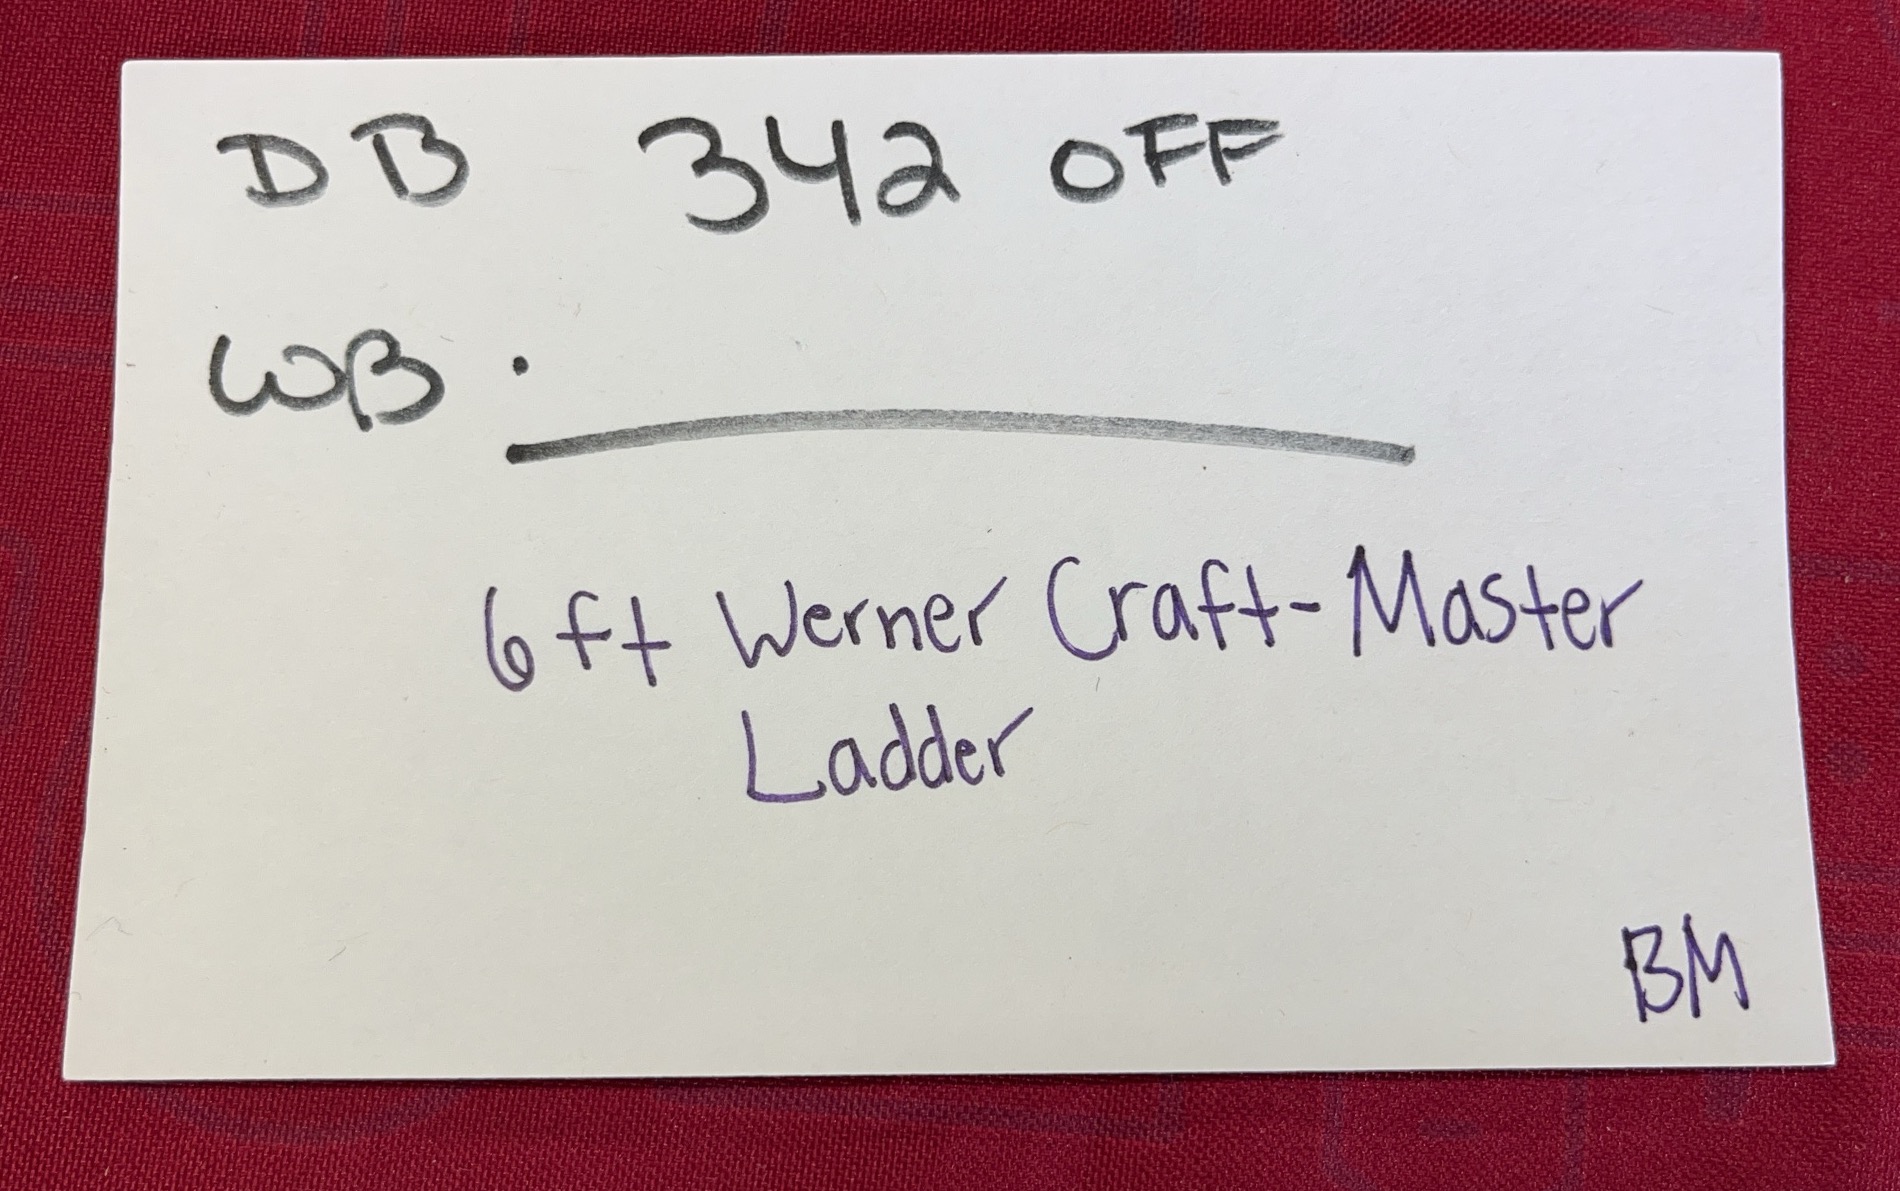 DB 342 OFF
WB.
6ft Werner Craft-Master
Ladder
BM